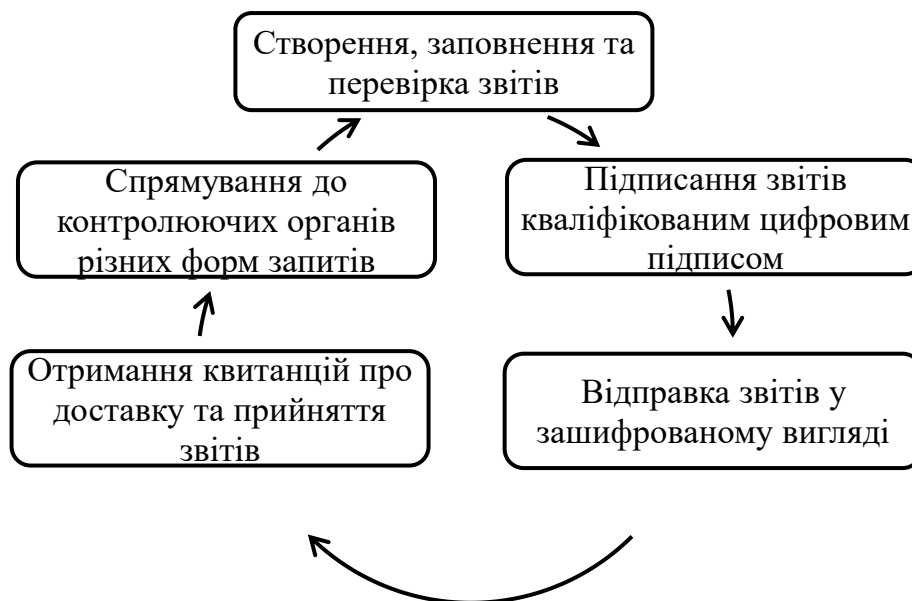 Створення, заповнення та
перевірка звітів
Підписання звітів
кваліфікованим цифровим
підписом
Відправка звітів у
зашифрованому вигляді
Отримання квитанцій про
доставку та прийняття
звітів
Спрямування до
контролюючих органів
різних форм запитів